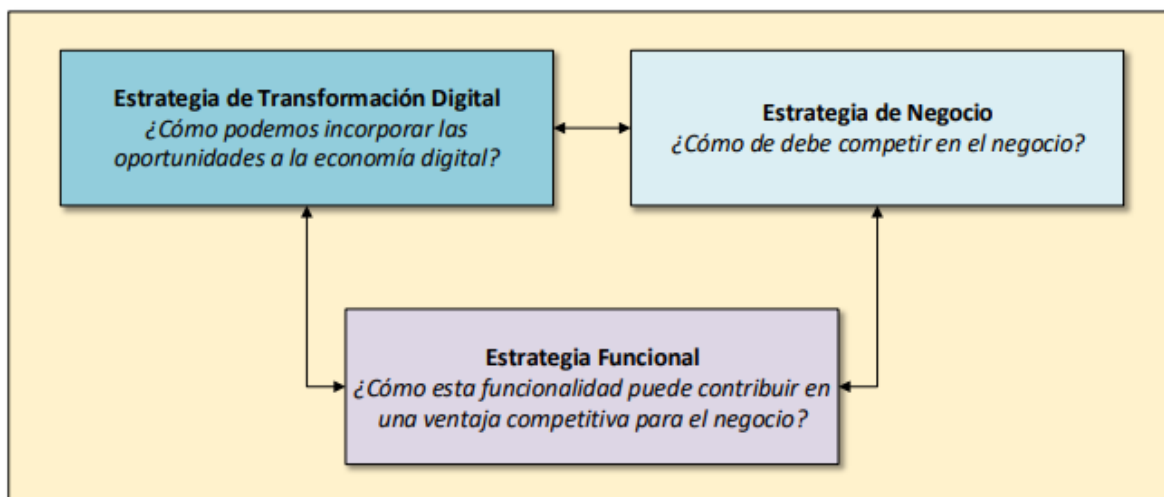 Estrategia de Transformación Digital
¿Cómo podemos incorporar las
oportunidades a la economía digital?
Estrategia de Negocio
¿Cómo de debe competir en el negocio?
Estrategia Funcional
¿Cómo esta funcionalidad puede contribuir en
una ventaja competitiva para el negocio?